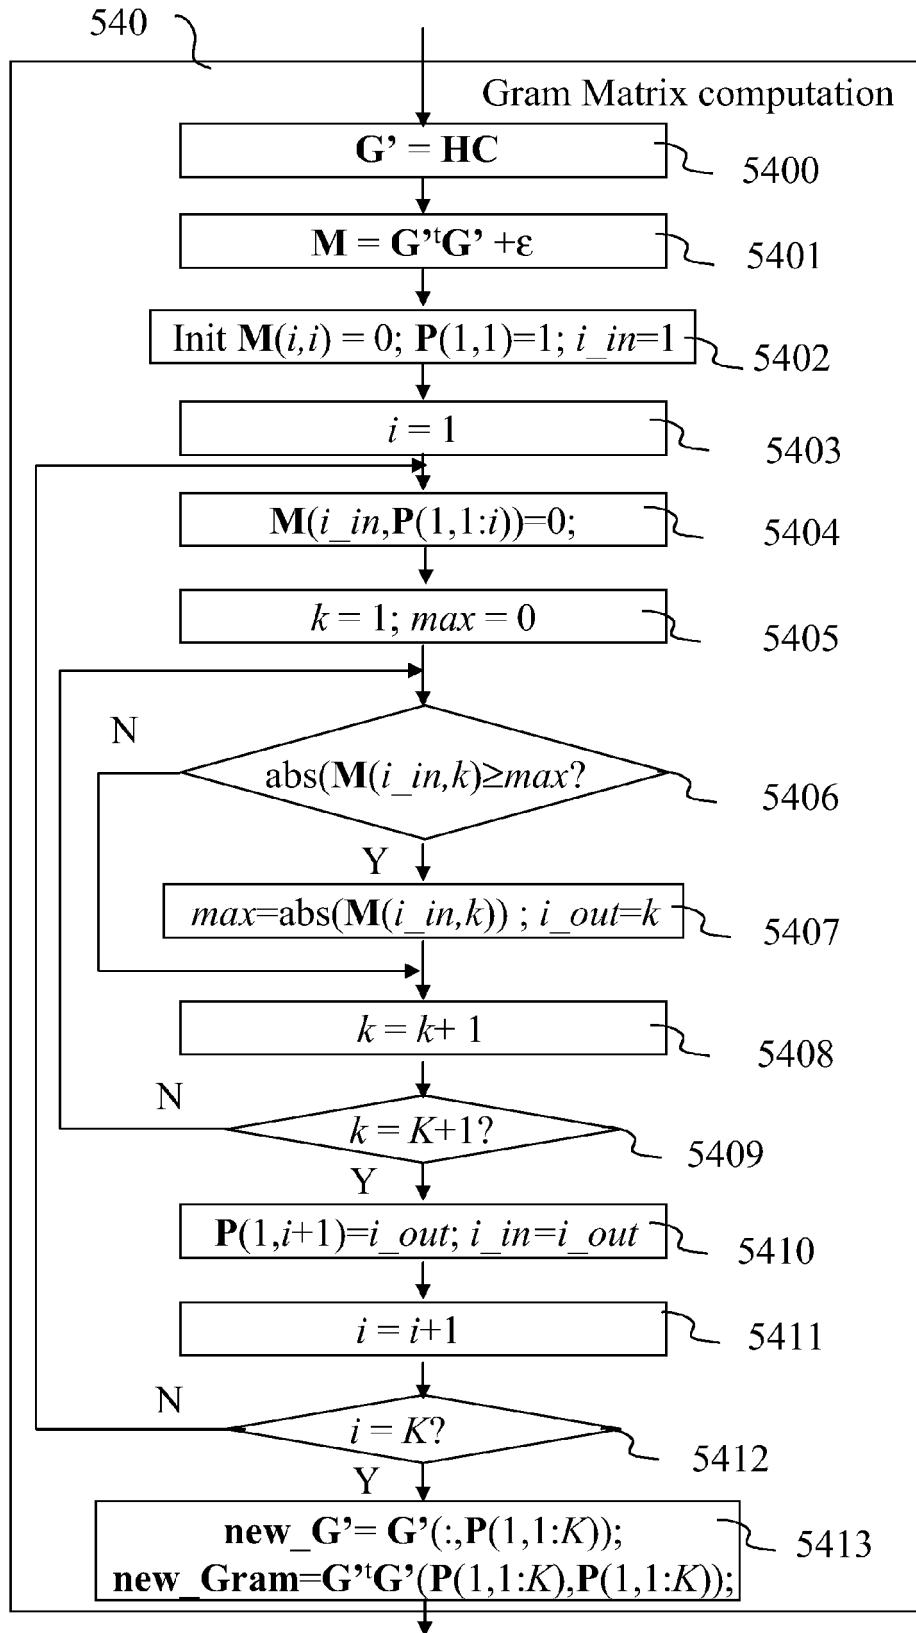 540
Gram Matrix computation
G’ = HC
5400
M = G’ᵗG’ +ε
5401
Init M(i,i) = 0; P(1,1)=1; i_in=1
5402
i = 1
5403
M(i_in,P(1,1:i))=0;
5404
k = 1; max = 0
5405
N
abs(M(i_in,k)≥max?
5406
Y
max=abs(M(i_in,k)) ; i_out=k
5407
k = k+ 1
5408
N
k = K+1?
5409
Y
P(1,i+1)=i_out; i_in=i_out
5410
i = i+1
5411
N
i = K?
5412
Y
new_G’= G’(:,P(1,1:K));
new_Gram=G’ᵗG’(P(1,1:K),P(1,1:K));
5413